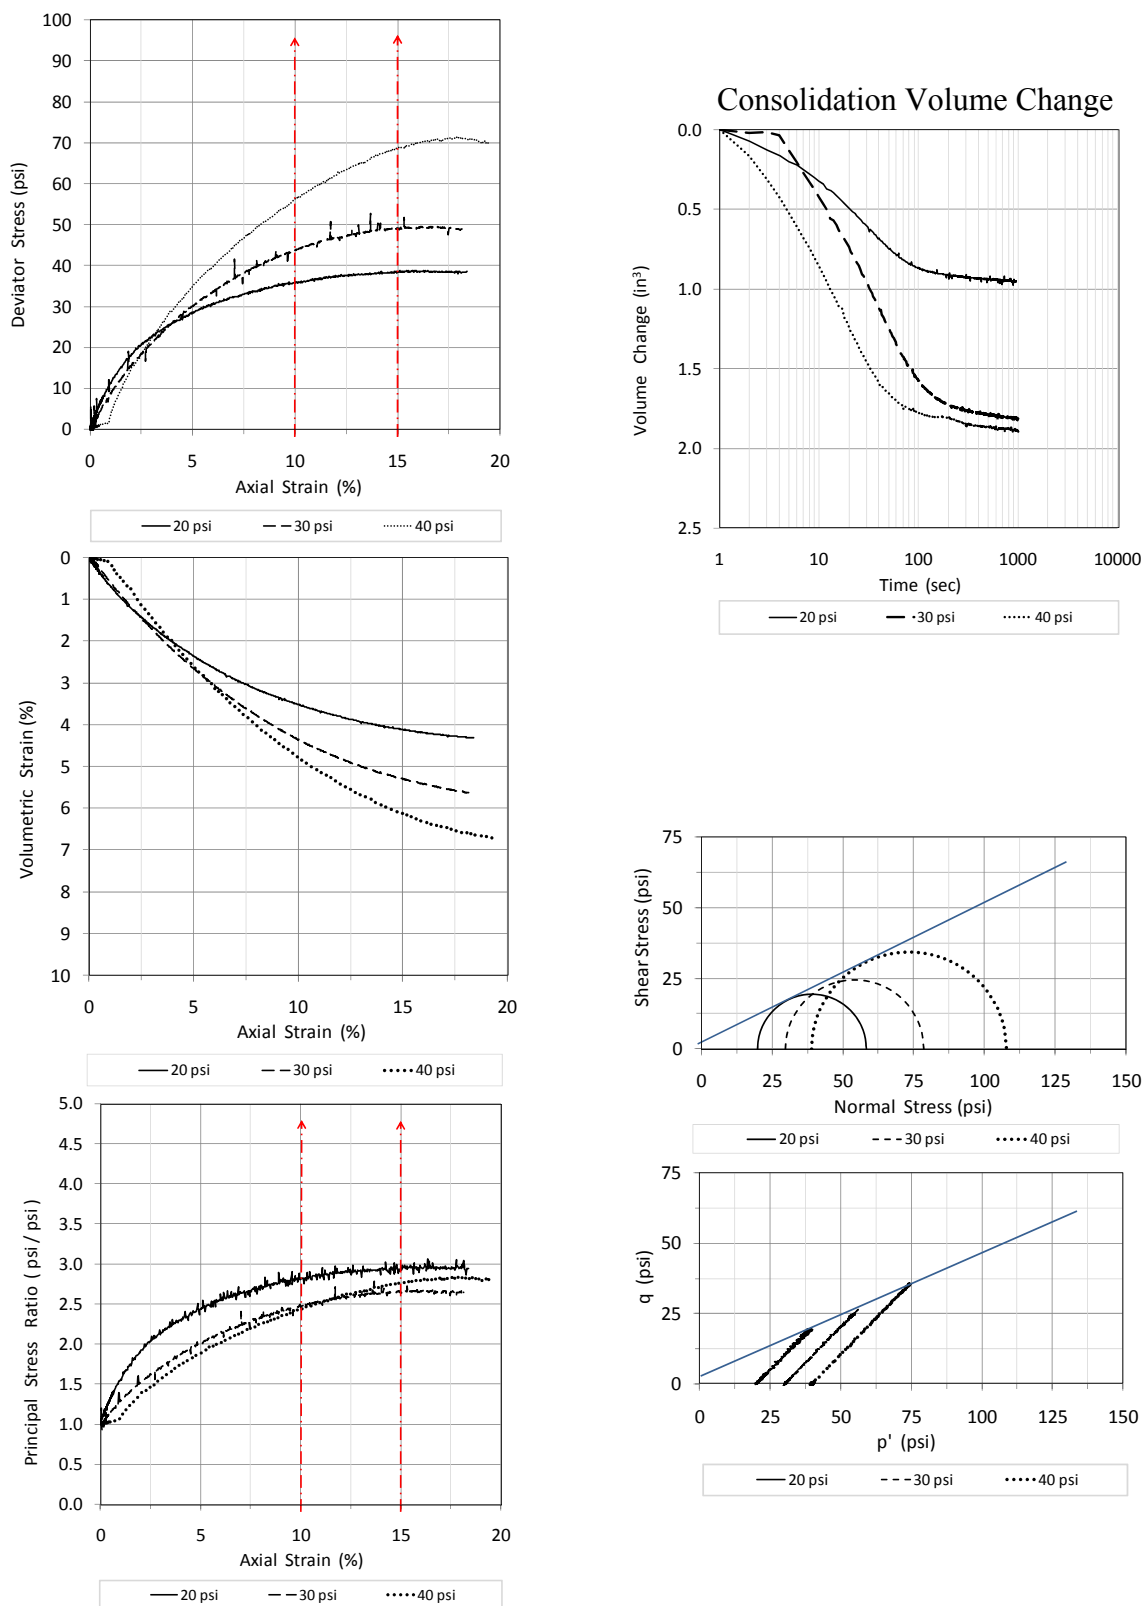 100
90
80
70
60
50
40
30
20
10
0
Deviator Stress (psi)
0 5 10 15 20
Axial Strain (%)
20 psi 30 psi 40 psi
0
1
2
3
4
5
6
7
8
9
10
Volumetric Strain (%)
0 5 10 15 20
Axial Strain (%)
20 psi 30 psi 40 psi
5.0
4.5
4.0
3.5
3.0
2.5
2.0
1.5
1.0
0.5
0.0
Principal Stress Ratio ( psi / psi )
0 5 10 15 20
Axial Strain (%)
20 psi 30 psi 40 psi
Consolidation Volume Change
0.0
0.5
1.0
1.5
2.0
2.5
Volume Change (in³)
1 10 100 1000 10000
Time (sec)
20 psi 30 psi 40 psi
75
50
25
0
Shear Stress (psi)
0 25 50 75 100 125 150
Normal Stress (psi)
20 psi 30 psi 40 psi
75
50
25
0
q (psi)
0 25 50 75 100 125 150
p' (psi)
20 psi 30 psi 40 psi